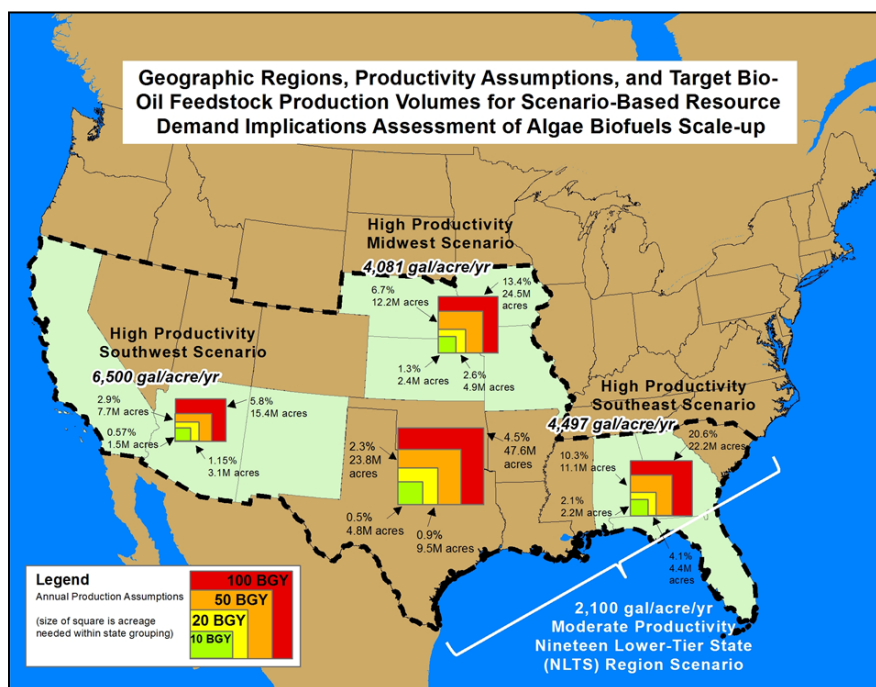 Geographic Regions, Productivity Assumptions, and Target Bio-
Oil Feedstock Production Volumes for Scenario-Based Resource
Demand Implications Assessment of Algae Biofuels Scale-up
High Productivity
Midwest Scenario
4,081 gal/acre/yr
6.7%
12.2M acres
13.4%
24.5M
acres
1.3%
2.4M acres
2.6%
4.9M acres
High Productivity
Southwest Scenario
6,500 gal/acre/yr
2.9%
7.7M acres
5.8%
15.4M acres
0.57%
1.5M acres
1.15%
3.1M acres
2.3%
23.8M
acres
4.5%
47.6M
acres
0.5%
4.8M acres
0.9%
9.5M acres
High Productivity
Southeast Scenario
4,497 gal/acre/yr
20.6%
22.2M acres
10.3%
11.1M acres
2.1%
2.2M acres
4.1%
4.4M
acres
2,100 gal/acre/yr
Moderate Productivity
Nineteen Lower-Tier State
(NLTS) Region Scenario
Legend
Annual Production Assumptions
(size of square is acreage
needed within state grouping)
100 BGY
50 BGY
20 BGY
10 BGY